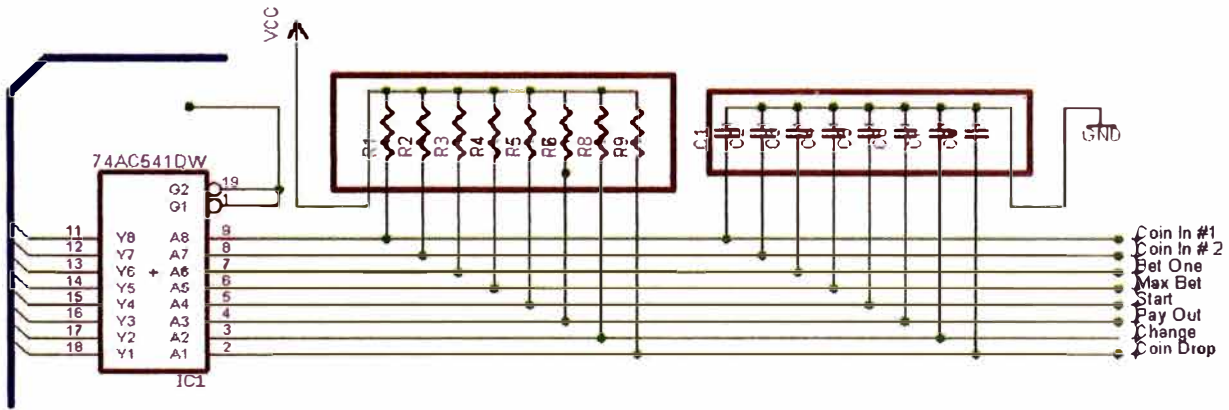 VCC
74AC541DW
G2 19
G1 1
R1 R2 R3 R4 R5 R6 R8 R9
C1
GND
11 Y8 A8 9 Coin In #1
12 Y7 A7 8 Coin In #2
13 Y6 + A6 7 Bet One
14 Y5 A5 6 Max Bet
15 Y4 A4 5 Start
16 Y3 A3 4 Pay Out
17 Y2 A2 3 Change
18 Y1 A1 2 Coin Drop
IC1